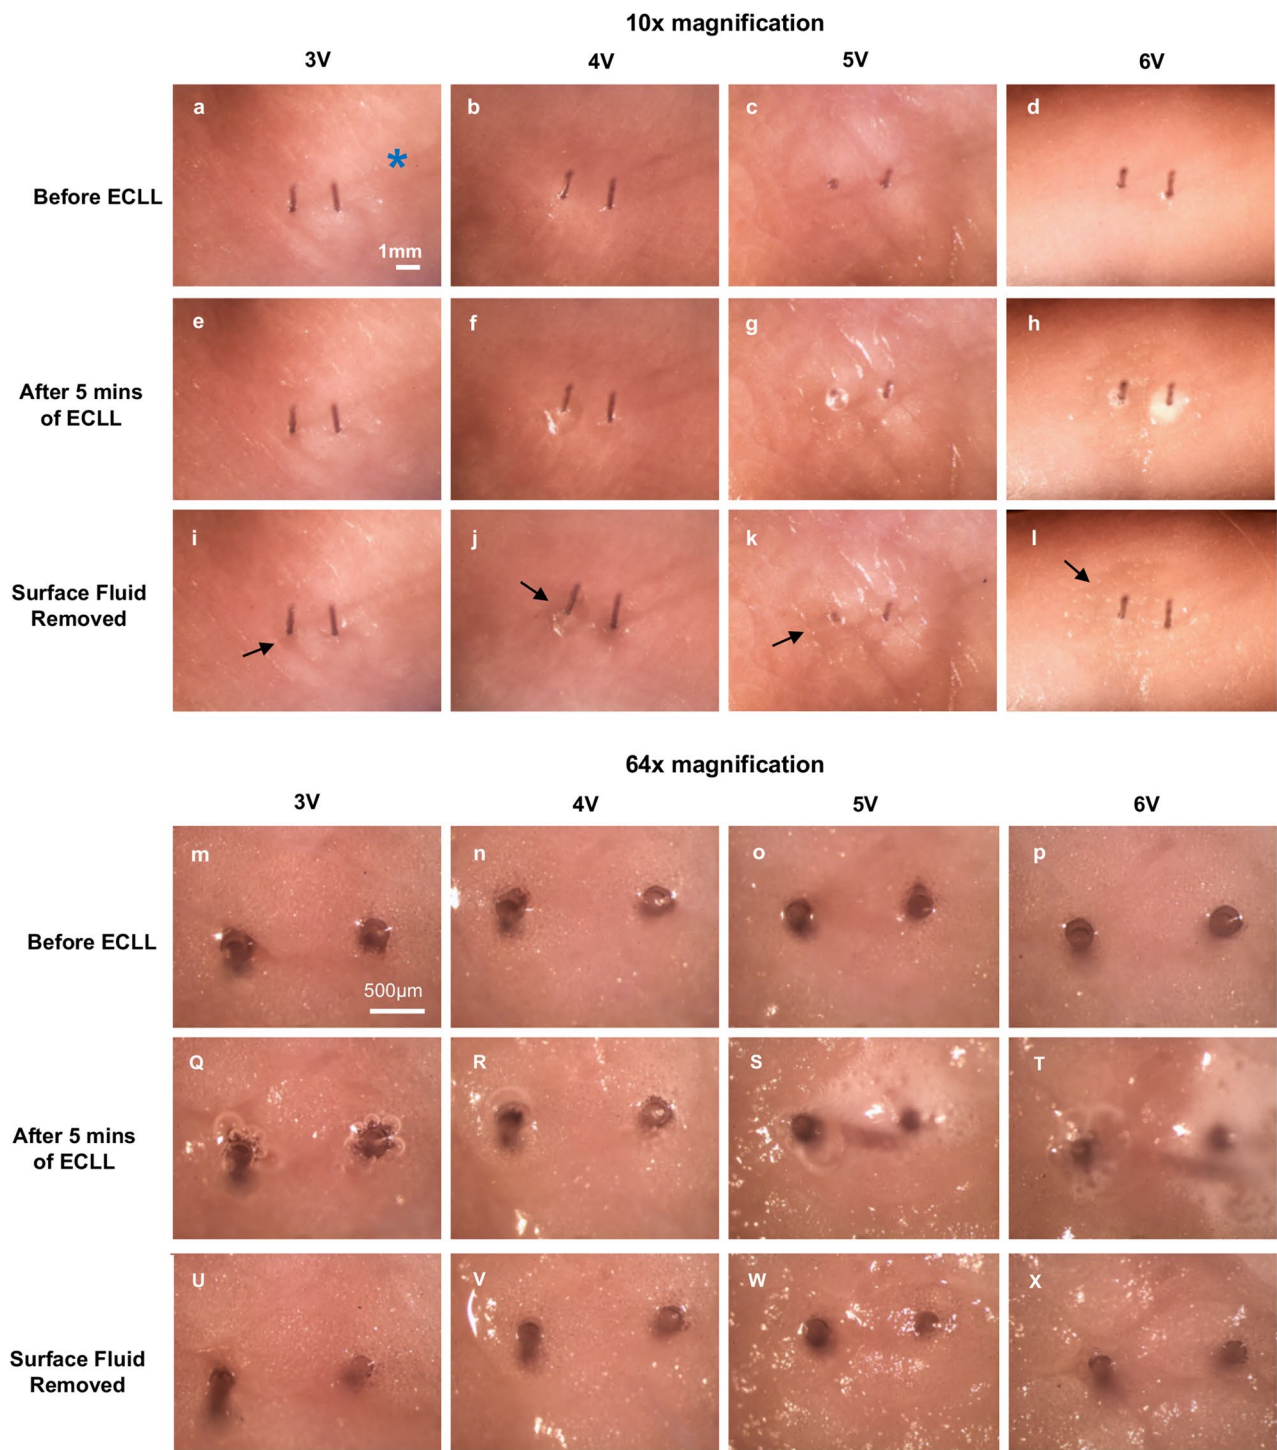 10x magnification
3V 4V 5V 6V
Before ECLL
a b c d
*
1mm
After 5 mins
of ECLL
e f g h
Surface Fluid
Removed
i j k l
64x magnification
3V 4V 5V 6V
Before ECLL
m n o p
500µm
After 5 mins
of ECLL
Q R S T
Surface Fluid
Removed
U V W X